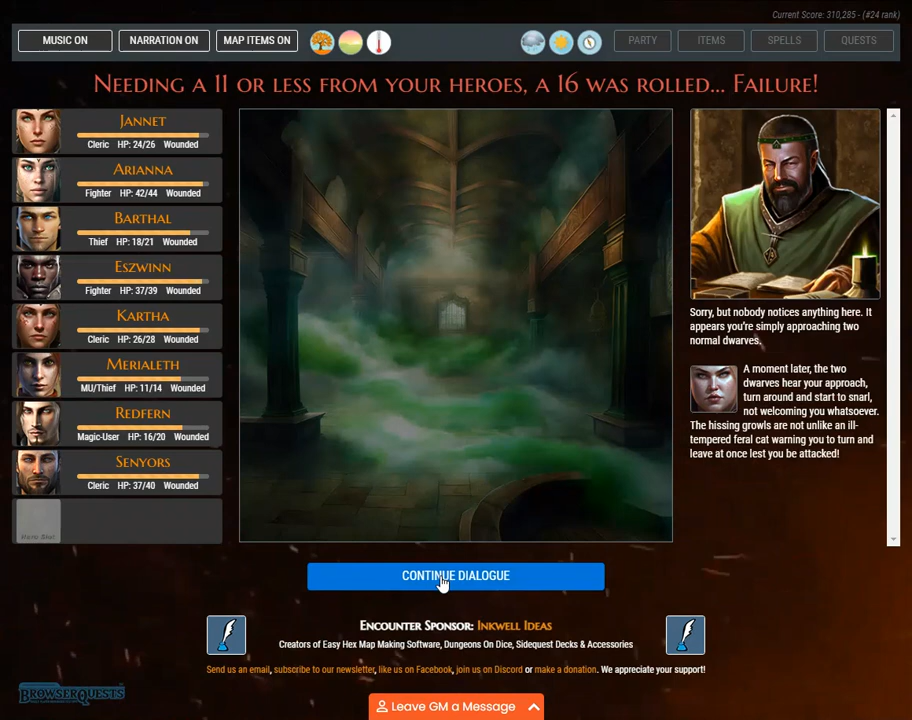 Current Score: 310,285 - (#24 rank)
MUSIC ON
NARRATION ON
MAP ITEMS ON
PARTY
ITEMS
SPELLS
QUESTS
Needing a 11 or less from your heroes, a 16 was rolled... Failure!
Jannet
Cleric HP: 24/26 Wounded
Arianna
Fighter HP: 42/44 Wounded
Barthal
Thief HP: 18/21 Wounded
Eszwinn
Fighter HP: 37/39 Wounded
Kartha
Cleric HP: 26/28 Wounded
Merialeth
MU/Thief HP: 11/14 Wounded
Redfern
Magic-User HP: 16/20 Wounded
Senyors
Cleric HP: 37/40 Wounded
Sorry, but nobody notices anything here. It
appears you're simply approaching two
normal dwarves.
A moment later, the two
dwarves hear your approach,
turn around and start to snarl,
not welcoming you whatsoever.
The hissing growls are not unlike an ill-
tempered feral cat warning you to turn and
leave at once lest you be attacked!
CONTINUE DIALOGUE
Encounter Sponsor: Inkwell Ideas
Creators of Easy Hex Map Making Software, Dungeons On Dice, Sidequest Decks & Accessories
Send us an email, subscribe to our newsletter, like us on Facebook, join us on Discord or make a donation. We appreciate your support!
BrowserQuests
Leave GM a Message